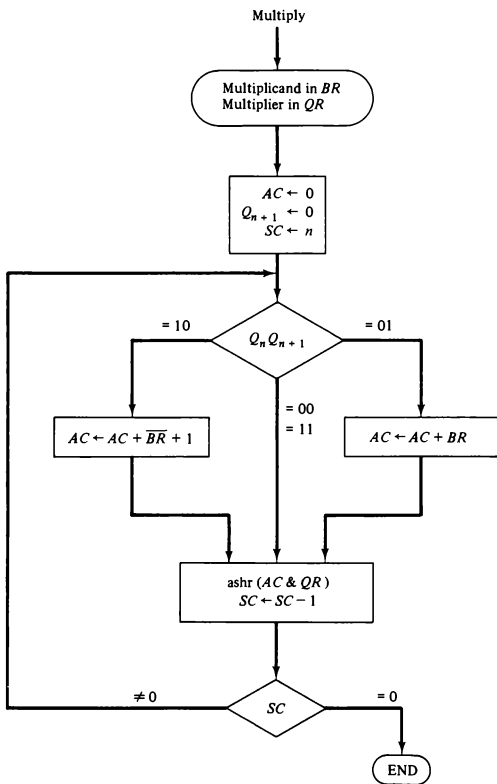 Multiply
Multiplicand in BR
Multiplier in QR
AC ← 0
Qₙ₊₁ ← 0
SC ← n
= 10
QₙQₙ₊₁
= 01
= 00
= 11
AC ← AC + B̅R̅ + 1
AC ← AC + BR
ashr (AC & QR)
SC ← SC − 1
≠ 0
SC
= 0
END